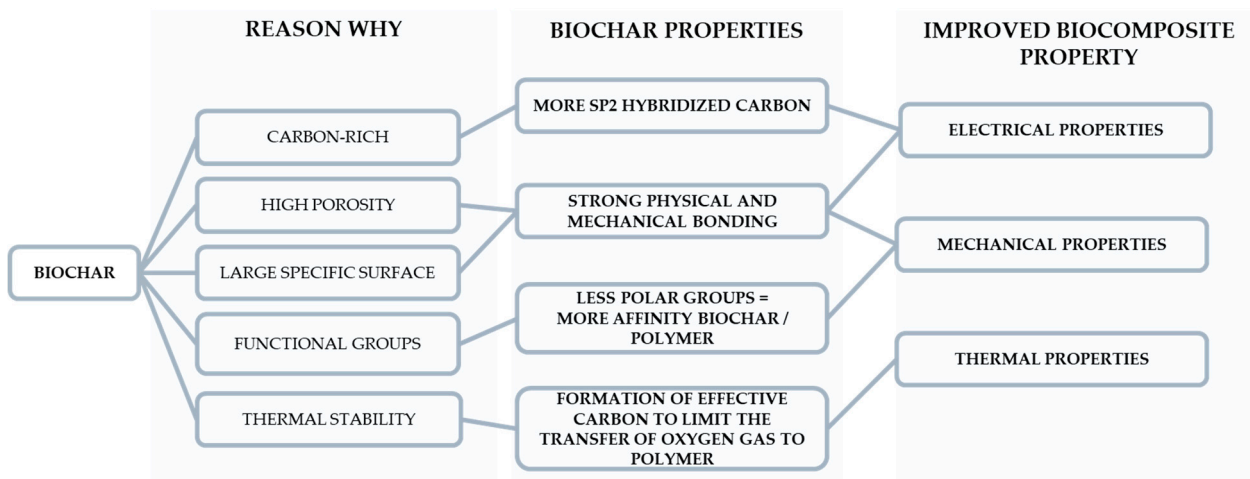 REASON WHY
BIOCHAR PROPERTIES
IMPROVED BIOCOMPOSITE
PROPERTY
BIOCHAR
CARBON-RICH
HIGH POROSITY
LARGE SPECIFIC SURFACE
FUNCTIONAL GROUPS
THERMAL STABILITY
MORE SP2 HYBRIDIZED CARBON
STRONG PHYSICAL AND
MECHANICAL BONDING
LESS POLAR GROUPS =
MORE AFFINITY BIOCHAR /
POLYMER
FORMATION OF EFFECTIVE
CARBON TO LIMIT THE
TRANSFER OF OXYGEN GAS TO
POLYMER
ELECTRICAL PROPERTIES
MECHANICAL PROPERTIES
THERMAL PROPERTIES